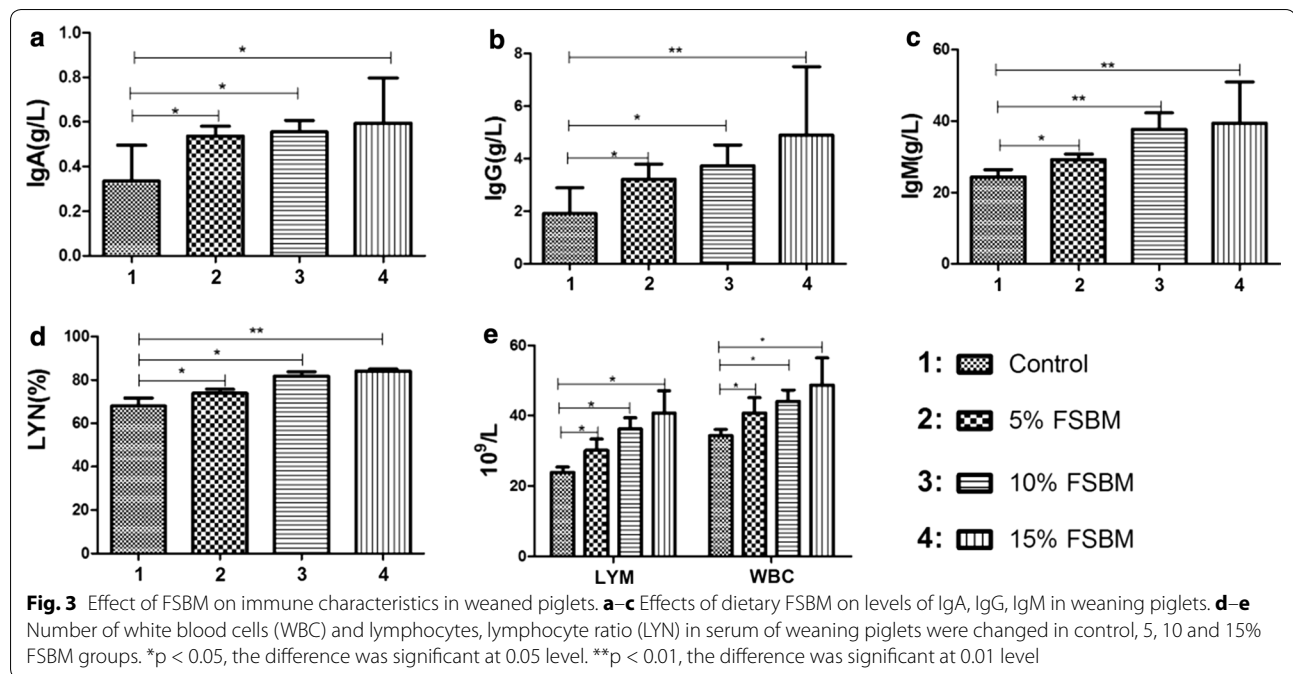 a
IgA(g/L)
1.0
0.8
0.6
0.4
0.2
0.0
*
*
*
1 2 3 4
b
IgG(g/L)
8
6
4
2
0
**
*
*
1 2 3 4
c
IgM(g/L)
60
40
20
0
**
**
*
1 2 3 4
d
LYN(%)
100
80
60
40
20
0
**
*
*
1 2 3 4
e
10⁹/L
60
40
20
0
*
*
*
*
*
*
LYM WBC
1: Control
2: 5% FSBM
3: 10% FSBM
4: 15% FSBM
Fig. 3 Effect of FSBM on immune characteristics in weaned piglets. a–c Effects of dietary FSBM on levels of IgA, IgG, IgM in weaning piglets. d–e
Number of white blood cells (WBC) and lymphocytes, lymphocyte ratio (LYN) in serum of weaning piglets were changed in control, 5, 10 and 15%
FSBM groups. *p < 0.05, the difference was significant at 0.05 level. **p < 0.01, the difference was significant at 0.01 level